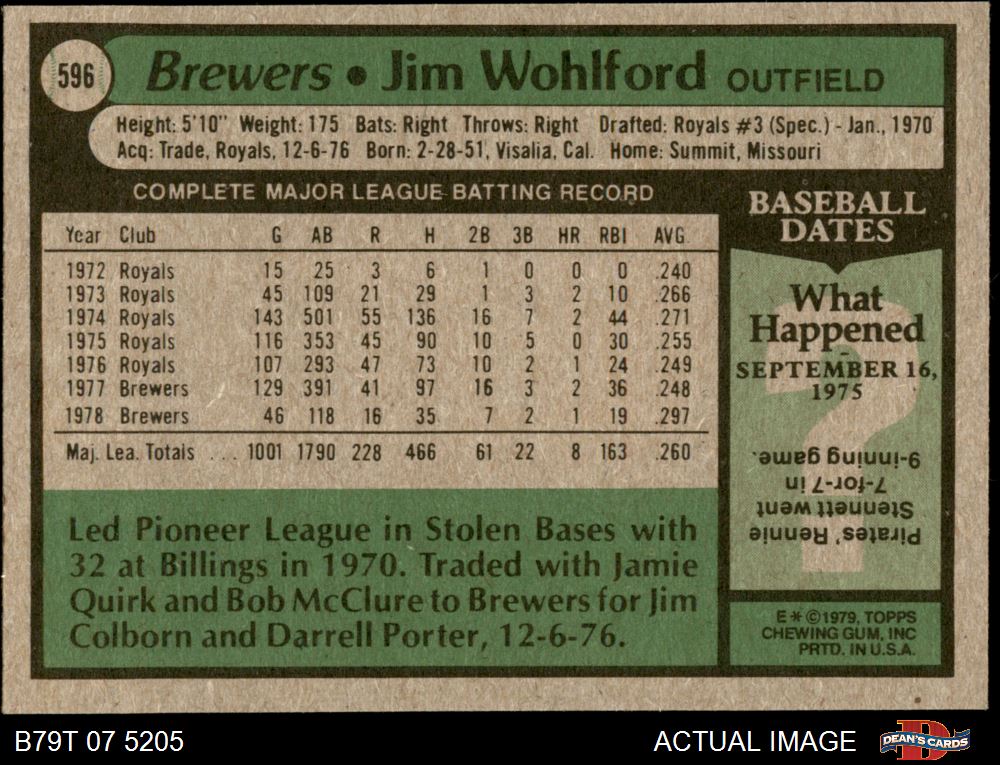 596
Brewers • Jim Wohlford OUTFIELD
Height: 5'10" Weight: 175 Bats: Right Throws: Right Drafted: Royals #3 (Spec.) - Jan., 1970
Acq: Trade, Royals, 12-6-76 Born: 2-28-51, Visalia, Cal. Home: Summit, Missouri
COMPLETE MAJOR LEAGUE BATTING RECORD
Year Club G AB R H 2B 3B HR RBI AVG.
1972 Royals 15 25 3 6 1 0 0 0 .240
1973 Royals 45 109 21 29 1 3 2 10 .266
1974 Royals 143 501 55 136 16 7 2 44 .271
1975 Royals 116 353 45 90 10 5 0 30 .255
1976 Royals 107 293 47 73 10 2 1 24 .249
1977 Brewers 129 391 41 97 16 3 2 36 .248
1978 Brewers 46 118 16 35 7 2 1 19 .297
Maj. Lea. Totals ... 1001 1790 228 466 61 22 8 163 .260
Led Pioneer League in Stolen Bases with
32 at Billings in 1970. Traded with Jamie
Quirk and Bob McClure to Brewers for Jim
Colborn and Darrell Porter, 12-6-76.
BASEBALL
DATES
What
Happened
SEPTEMBER 16,
1975
?
Pirates' Rennie
Stennett went
7-for-7 in
9-inning game.
E * © 1979, TOPPS
CHEWING GUM, INC
PRTD. IN U.S.A.
B79T 07 5205
ACTUAL IMAGE
D
DEAN'S CARDS